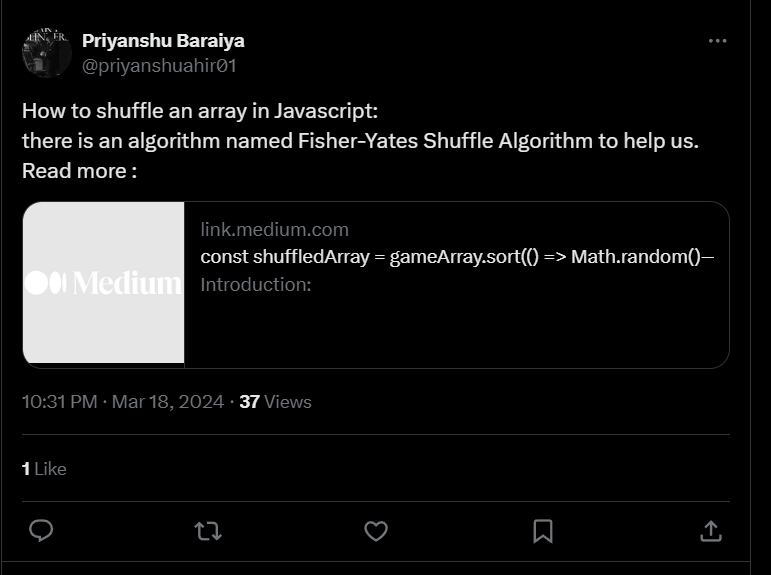 Priyanshu Baraiya
@priyanshuahir01
How to shuffle an array in Javascript:
there is an algorithm named Fisher-Yates Shuffle Algorithm to help us.
Read more :
Medium
link.medium.com
const shuffledArray = gameArray.sort(() => Math.random()—
Introduction:
10:31 PM · Mar 18, 2024 · 37 Views
1 Like